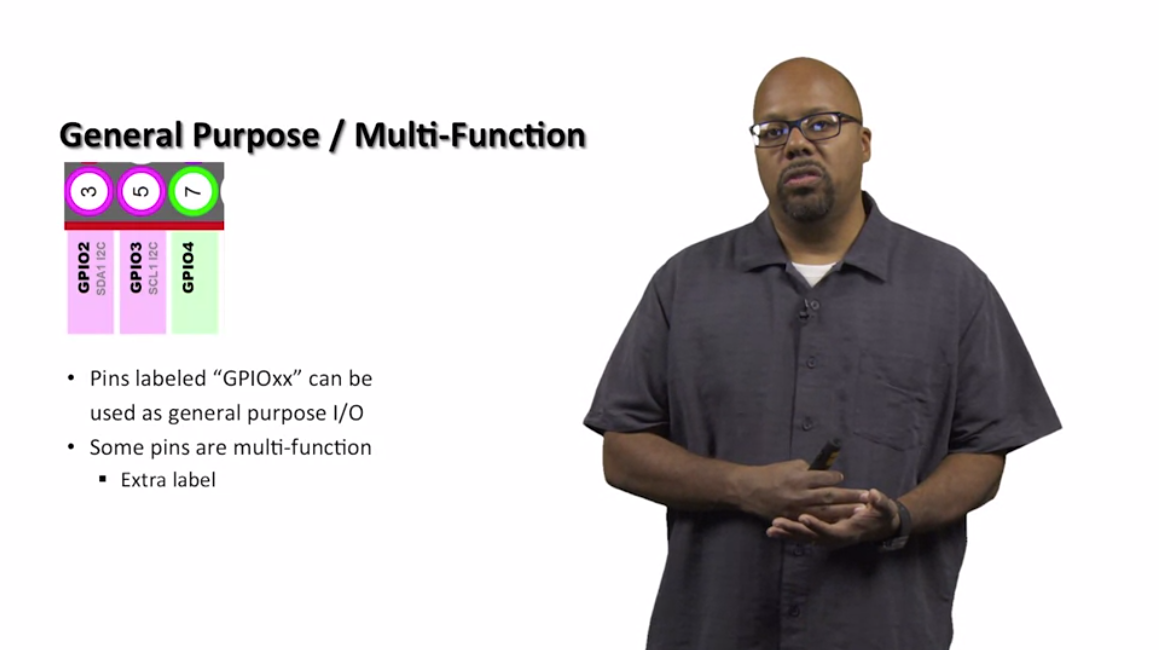 General Purpose / Multi-Function
3
5
7
GPIO2
SDA1 I2C
GPIO3
SCL1 I2C
GPIO4
• Pins labeled “GPIOxx” can be
used as general purpose I/O
• Some pins are multi-function
▪ Extra label